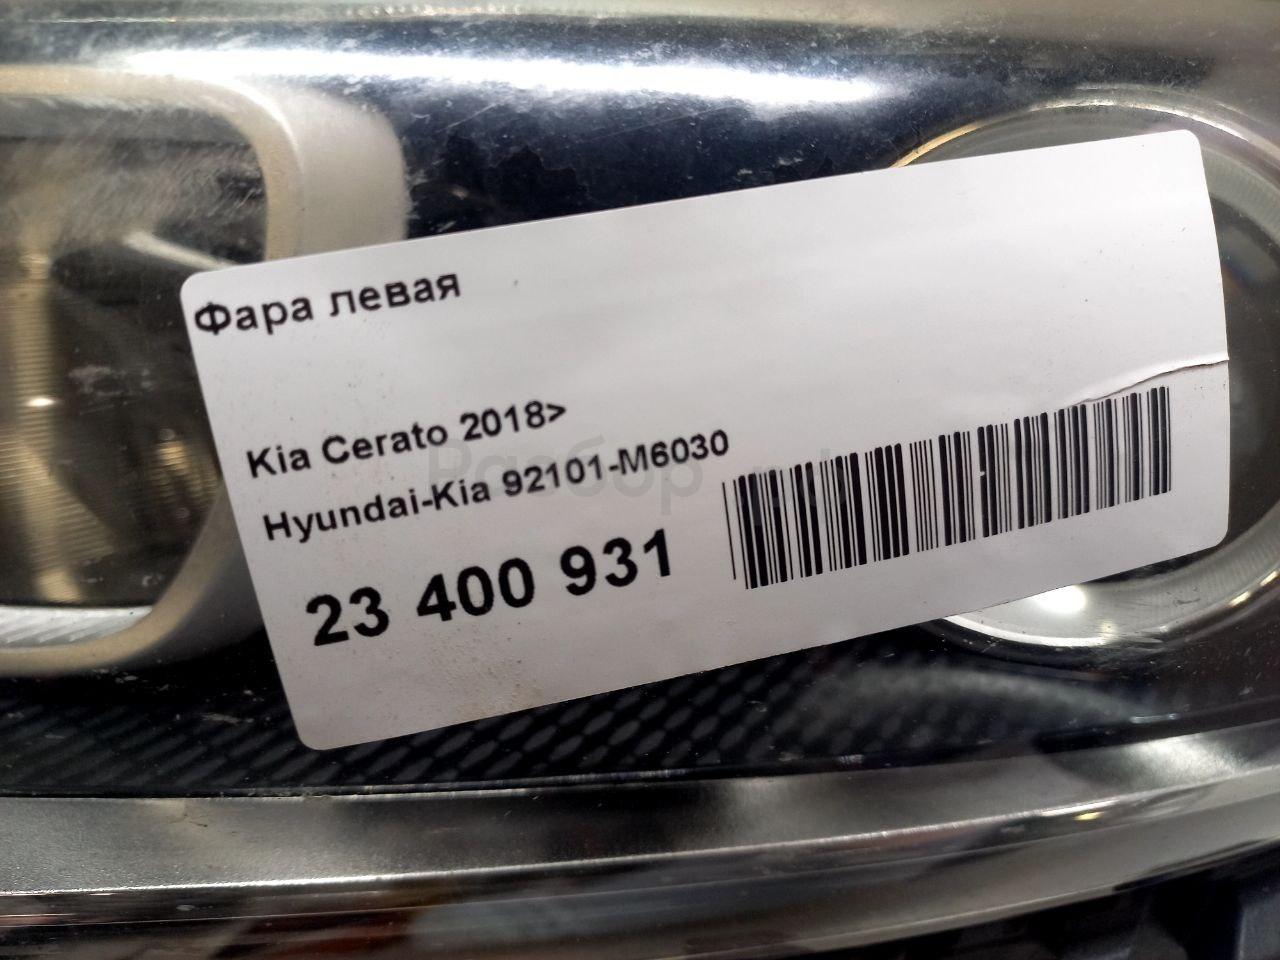 Фара левая
Kia Cerato 2018>
Hyundai-Kia 92101-M6030
23 400 931